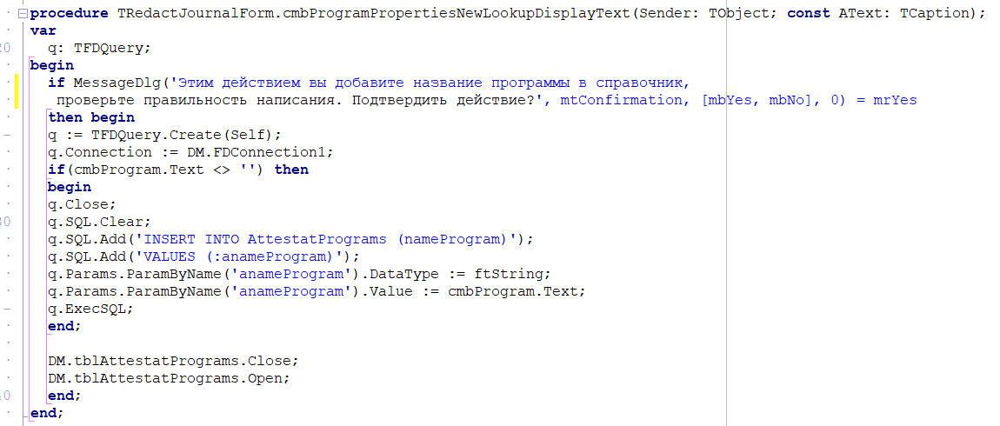 procedure TRedactJournalForm.cmbProgramPropertiesNewLookupDisplayText(Sender: TObject; const AText: TCaption);
var
20 q: TFDQuery;
begin
if MessageDlg('Этим действием вы добавите название программы в справочник,
проверьте правильность написания. Подтвердить действие?', mtConfirmation, [mbYes, mbNo], 0) = mrYes
then begin
q := TFDQuery.Create(Self);
q.Connection := DM.FDConnection1;
if(cmbProgram.Text <> '') then
begin
q.Close;
30 q.SQL.Clear;
q.SQL.Add('INSERT INTO AttestatPrograms (nameProgram)');
q.SQL.Add('VALUES (:anameProgram)');
q.Params.ParamByName('anameProgram').DataType := ftString;
q.Params.ParamByName('anameProgram').Value := cmbProgram.Text;
q.ExecSQL;
end;
DM.tblAttestatPrograms.Close;
DM.tblAttestatPrograms.Open;
40 end;
end;